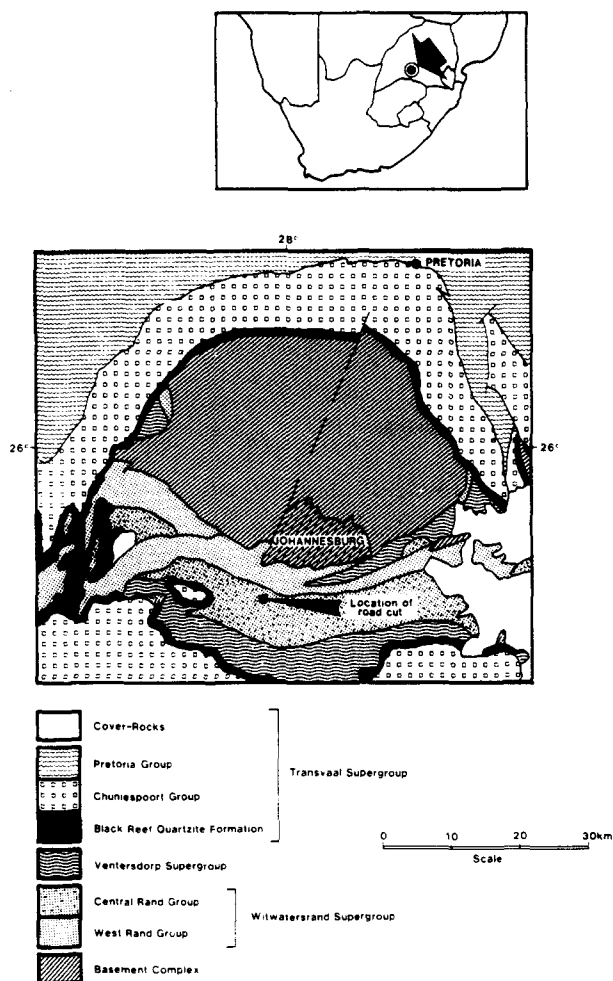 28°
PRETORIA
26°
26°
JOHANNESBURG
Location of
road cut
Cover-Rocks
Pretoria Group
Chuniespoort Group
Black Reef Quartzite Formation
Transvaal Supergroup
Ventersdorp Supergroup
Central Rand Group
West Rand Group
Witwatersrand Supergroup
Basement Complex
0 10 20 30km
Scale